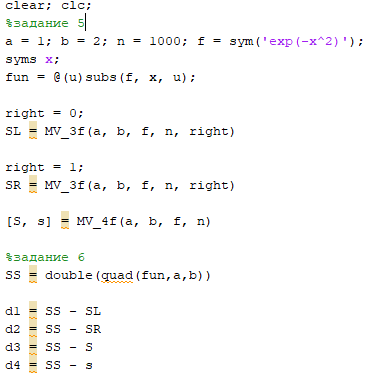 clear; clc;
%задание 5
a = 1; b = 2; n = 1000; f = sym('exp(-x^2)');
syms x;
fun = @(u)subs(f, x, u);
right = 0;
SL = MV_3f(a, b, f, n, right)
right = 1;
SR = MV_3f(a, b, f, n, right)
[S, s] = MV_4f(a, b, f, n)
%задание 6
SS = double(quad(fun,a,b))
d1 = SS - SL
d2 = SS - SR
d3 = SS - S
d4 = SS - s